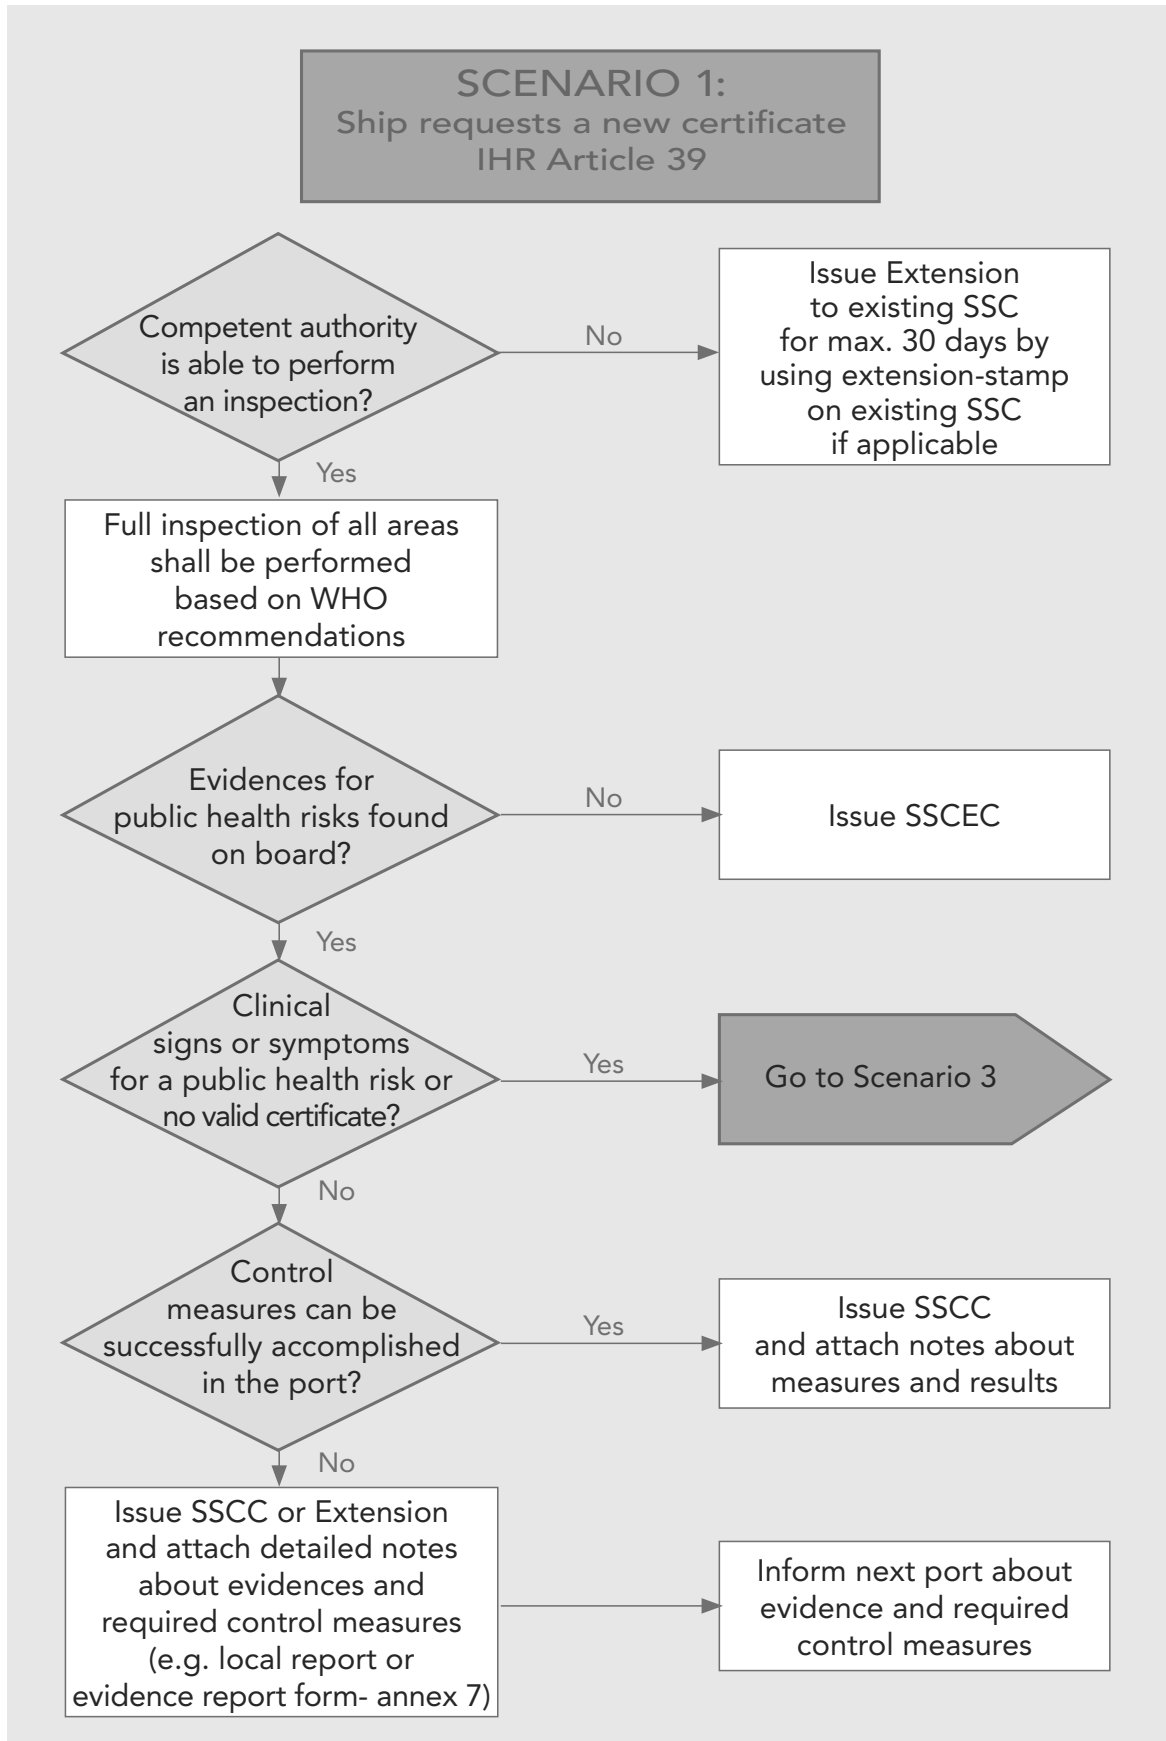 SCENARIO 1:
Ship requests a new certificate
IHR Article 39
Competent authority
is able to perform
an inspection?
No
Issue Extension
to existing SSC
for max. 30 days by
using extension-stamp
on existing SSC
if applicable
Yes
Full inspection of all areas
shall be performed
based on WHO
recommendations
Evidences for
public health risks found
on board?
No
Issue SSCEC
Yes
Clinical
signs or symptoms
for a public health risk or
no valid certificate?
Yes
Go to Scenario 3
No
Control
measures can be
successfully accomplished
in the port?
Yes
Issue SSCC
and attach notes about
measures and results
No
Issue SSCC or Extension
and attach detailed notes
about evidences and
required control measures
(e.g. local report or
evidence report form- annex 7)
Inform next port about
evidence and required
control measures